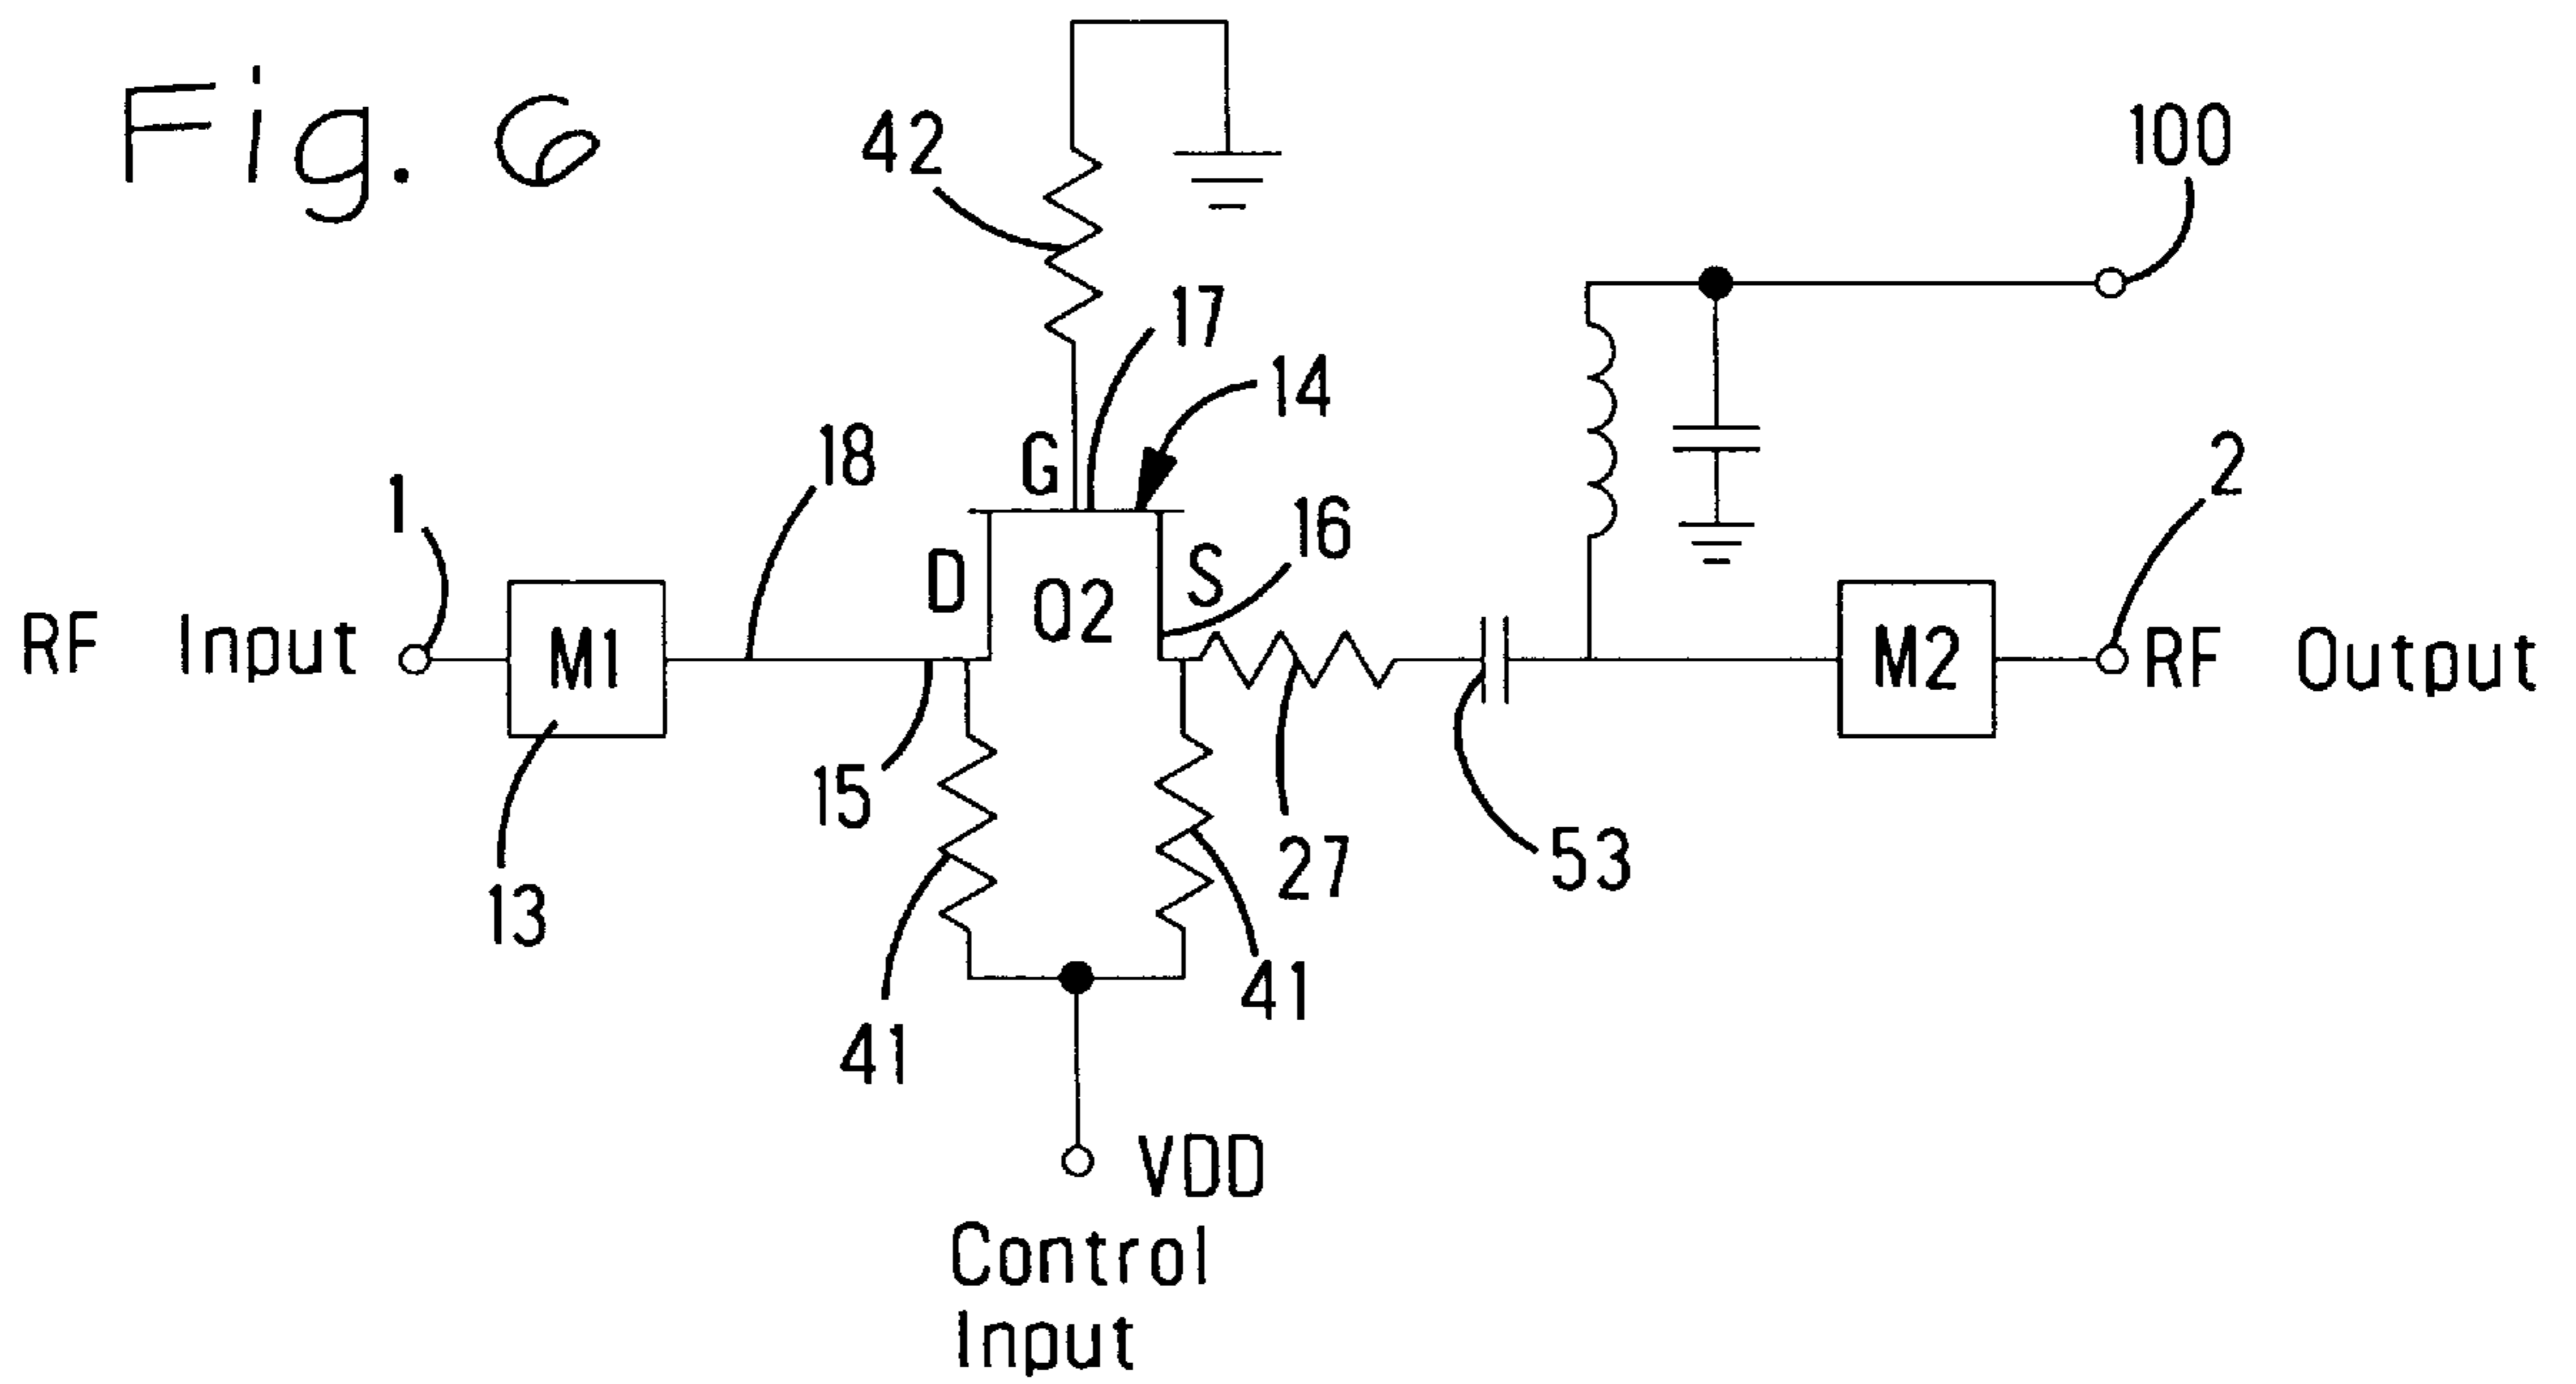 Fig. 6
42
100
17
14
18
G
1
2
16
D
S
Q2
RF Input
M1
M2
RF Output
15
13
27
53
41
41
VDD
Control
Input